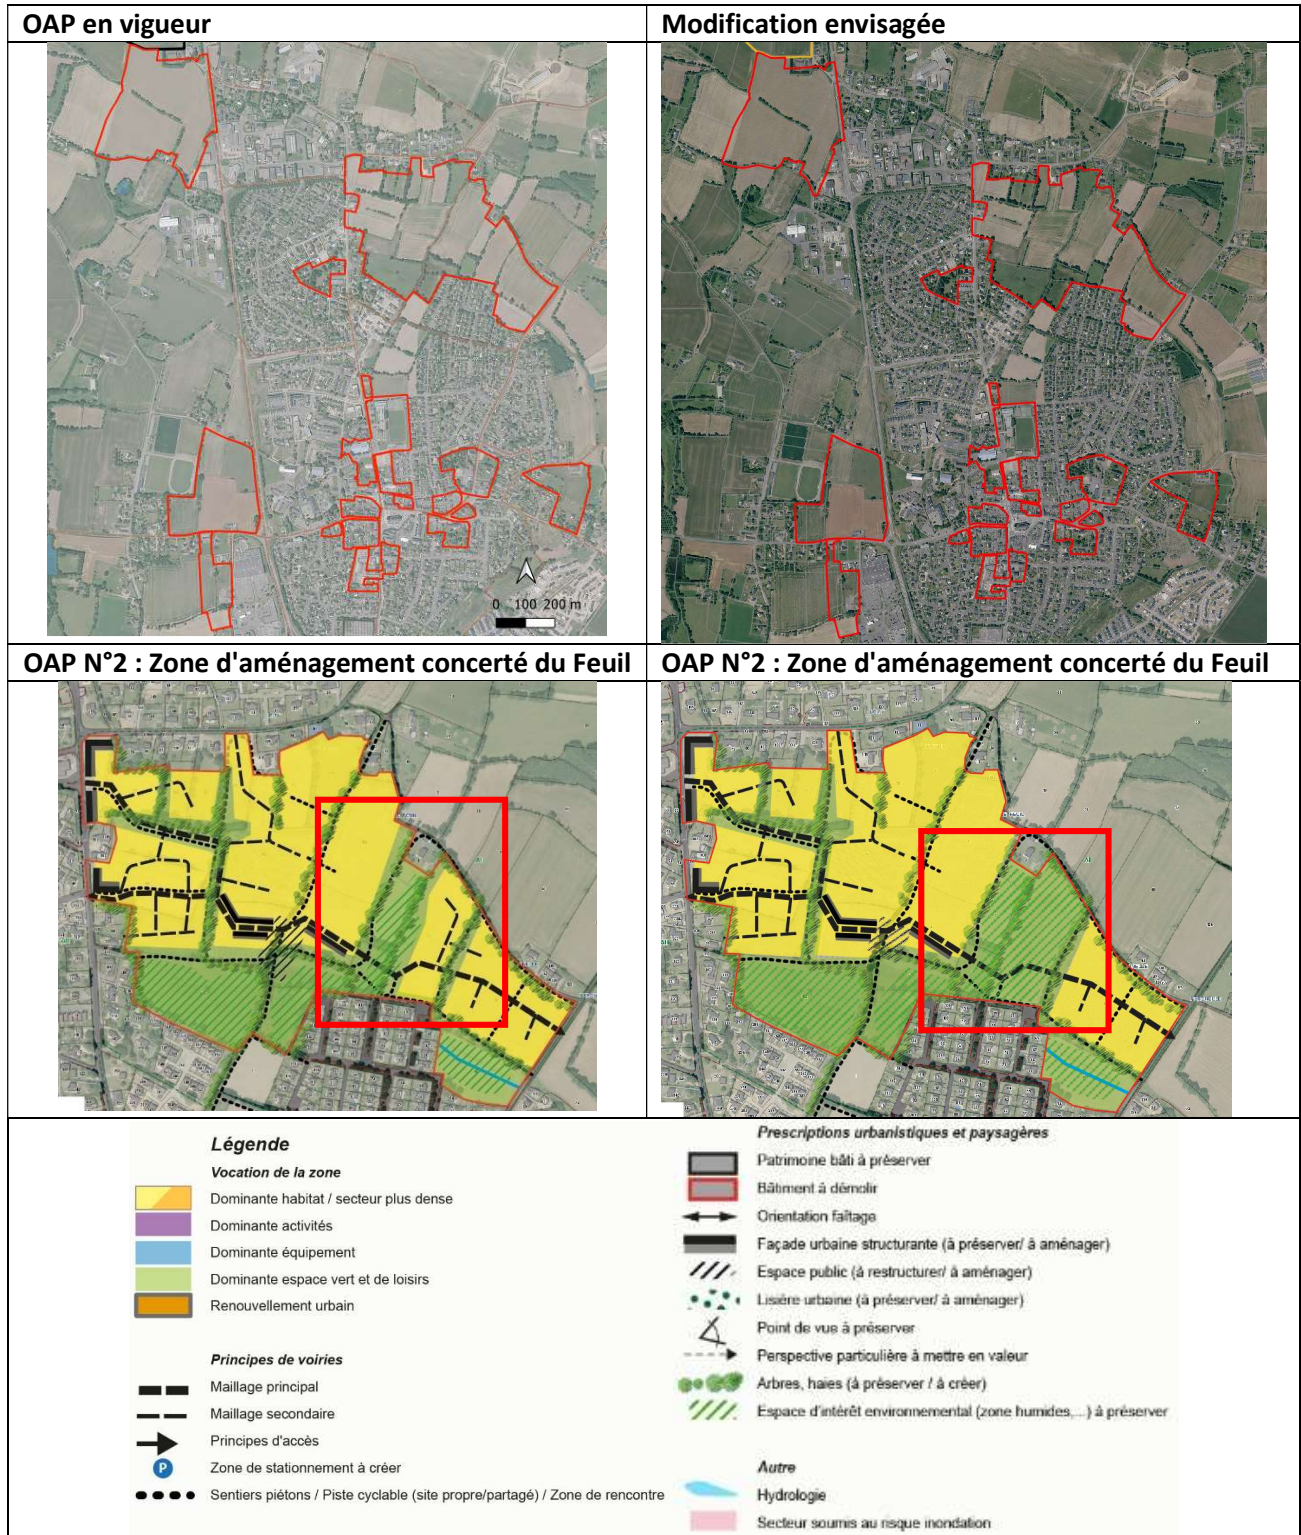 OAP en vigueur
Modification envisagée
0 100 200 m
OAP N°2 : Zone d'aménagement concerté du Feuil
OAP N°2 : Zone d'aménagement concerté du Feuil
Légende
Vocation de la zone
Dominante habitat / secteur plus dense
Dominante activités
Dominante équipement
Dominante espace vert et de loisirs
Renouvellement urbain
Principes de voiries
Maillage principal
Maillage secondaire
Principes d'accès
P Zone de stationnement à créer
Sentiers piétons / Piste cyclable (site propre/partagé) / Zone de rencontre
Prescriptions urbanistiques et paysagères
Patrimoine bâti à préserver
Bâtiment à démolir
Orientation faîtage
Façade urbaine structurante (à préserver/ à aménager)
Espace public (à restructurer/ à aménager)
Lisière urbaine (à préserver/ à aménager)
Point de vue à préserver
Perspective particulière à mettre en valeur
Arbres, haies (à préserver / à créer)
Espace d'intérêt environnemental (zone humides,...) à préserver
Autre
Hydrologie
Secteur soumis au risque inondation